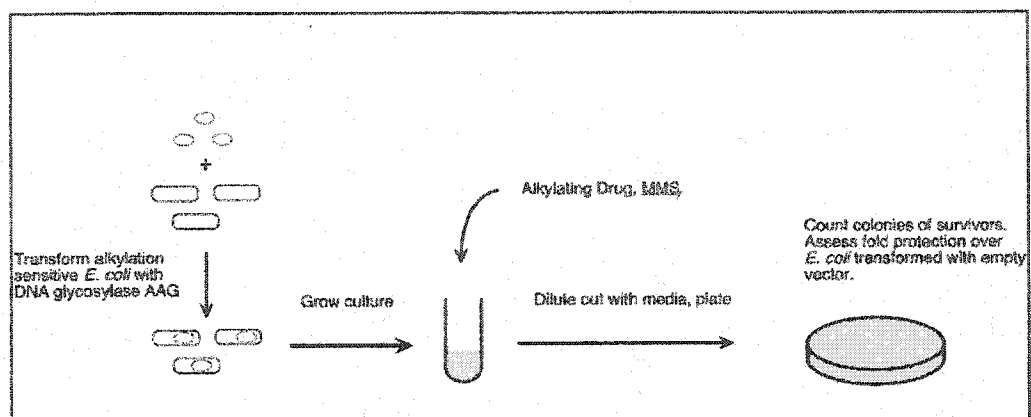 +
Alkylating Drug, MMS,
Transform alkylation
sensitive E. coli with
DNA glycosylase AAG
Grow culture
Dilute out with media, plate
Count colonies of survivors.
Assess fold protection over
E. coli transformed with empty
vector.